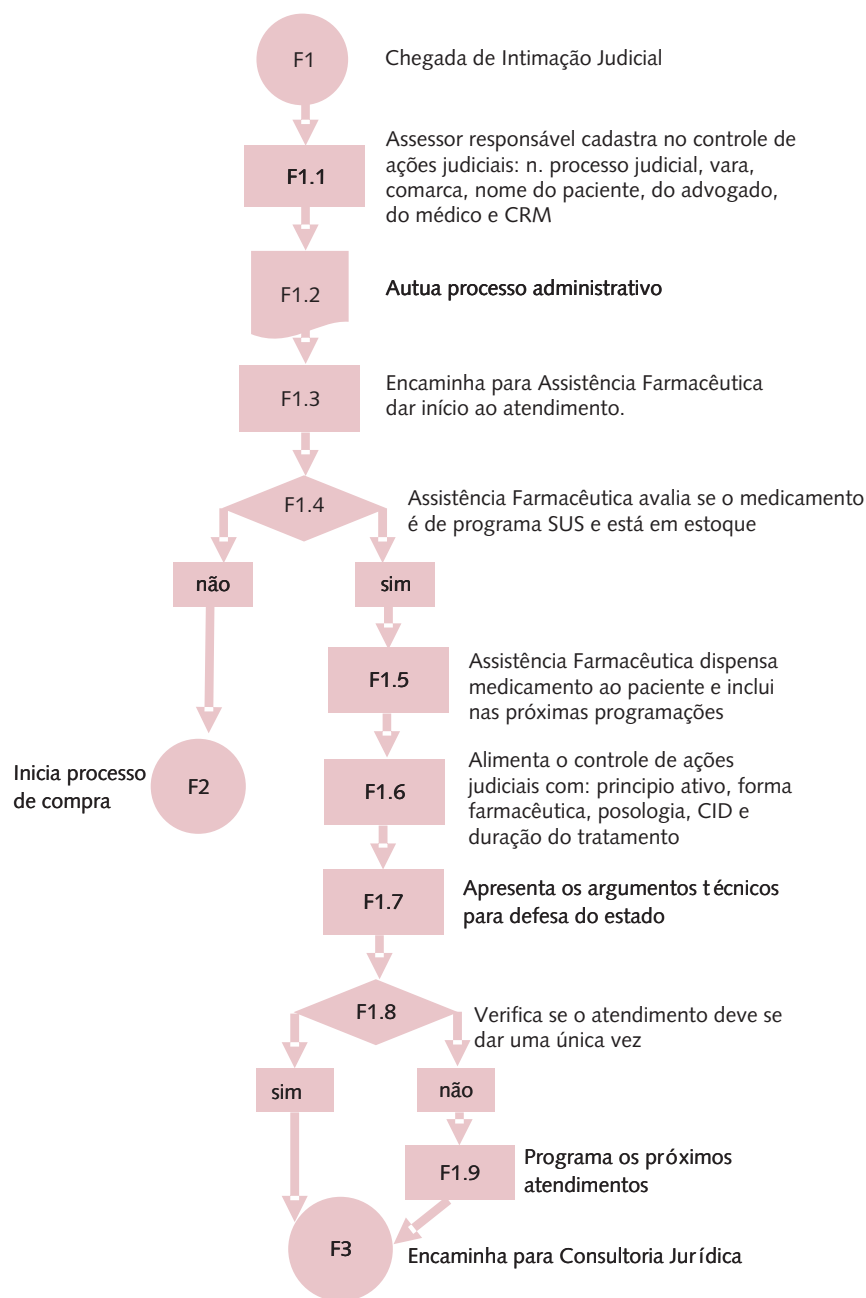 F1
Chegada de Intimação Judicial
F1.1
Assessor responsável cadastra no controle de
ações judiciais: n. processo judicial, vara,
comarca, nome do paciente, do advogado,
do médico e CRM
F1.2
Autua processo administrativo
F1.3
Encaminha para Assistência Farmacêutica
dar início ao atendimento.
F1.4
Assistência Farmacêutica avalia se o medicamento
é de programa SUS e está em estoque
não
sim
F1.5
Assistência Farmacêutica dispensa
medicamento ao paciente e inclui
nas próximas programações
Inicia processo
de compra
F2
F1.6
Alimenta o controle de ações
judiciais com: principio ativo, forma
farmacêutica, posologia, CID e
duração do tratamento
F1.7
Apresenta os argumentos técnicos
para defesa do estado
F1.8
Verifica se o atendimento deve se
dar uma única vez
sim
não
F1.9
Programa os próximos
atendimentos
F3
Encaminha para Consultoria Jurídica